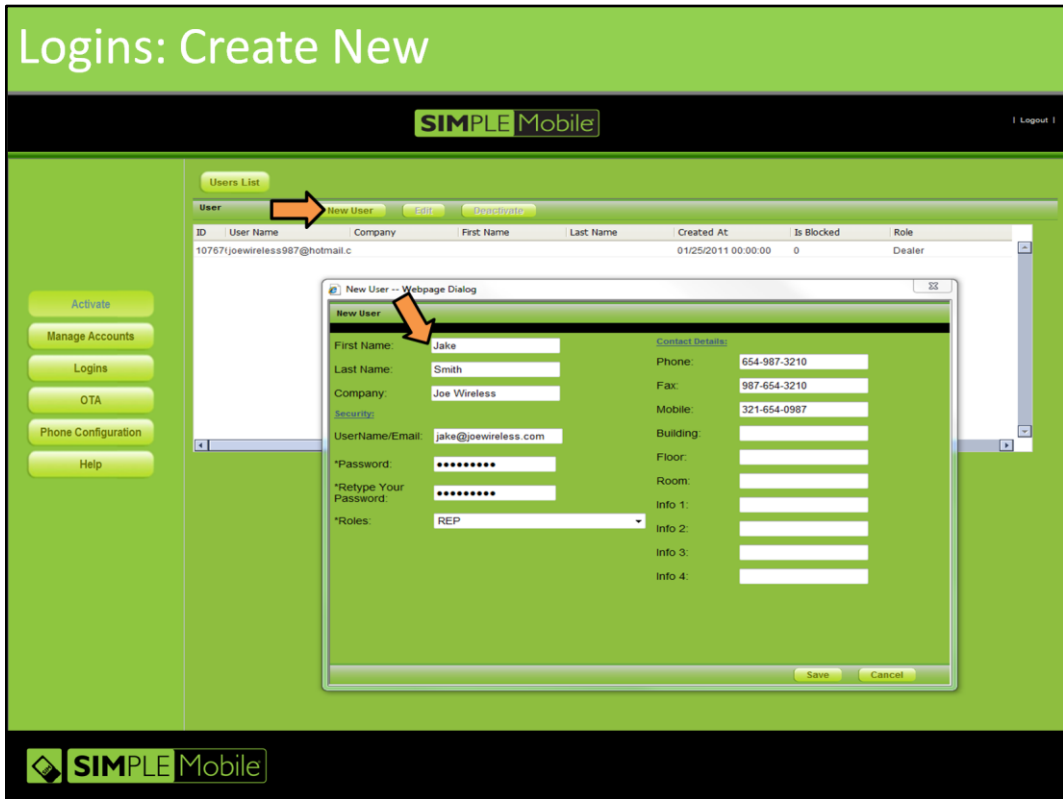 Logins: Create New
SIMPLE Mobile
| Logout |
Users List
User
New User
Edit
Deactivate
ID User Name Company First Name Last Name Created At Is Blocked Role
10767( joewireless987@hotmail.c 01/25/2011 00:00:00 0 Dealer
Activate
Manage Accounts
Logins
OTA
Phone Configuration
Help
New User -- Webpage Dialog
New User
First Name: Jake
Last Name: Smith
Company: Joe Wireless
Security:
UserName/Email: jake@joewireless.com
*Password: •••••••••
*Retype Your
Password: •••••••••
*Roles: REP
Contact Details:
Phone: 654-987-3210
Fax: 987-654-3210
Mobile: 321-654-0987
Building:
Floor:
Room:
Info 1:
Info 2:
Info 3:
Info 4:
Save Cancel
SIMPLE Mobile